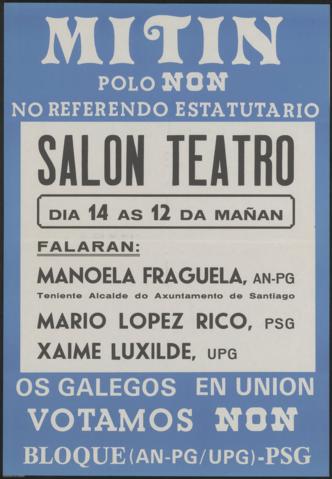 MITIN
POLO NON
NO REFERENDO ESTATUTARIO
SALON TEATRO
DIA 14 AS 12 DA MAÑAN
FALARAN:
MANOELA FRAGUELA, AN-PG
Teniente Alcalde do Axuntamento de Santiago
MARIO LOPEZ RICO, PSG
XAIME LUXILDE, UPG
OS GALEGOS EN UNION
VOTAMOS NON
BLOQUE (AN-PG/UPG)-PSG